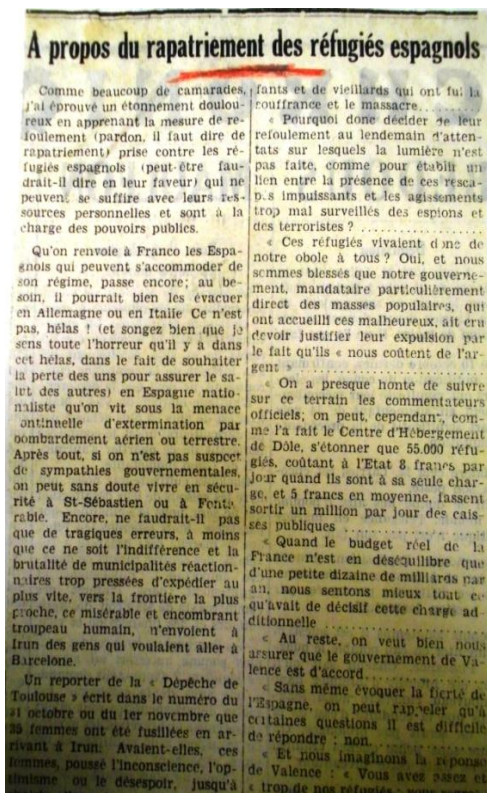 A propos du rapatriement des réfugiés espagnols
Comme beaucoup de camarades,
j'ai éprouvé un étonnement doulou-
reux en apprenant la mesure de re-
foulement (pardon, il faut dire de
rapatriement) prise contre les ré-
fugiés espagnols (peut-être fau-
drait-il dire en leur faveur) qui ne
peuvent se suffire avec leurs res-
sources personnelles et sont à la
charge des pouvoirs publics.
Qu'on renvoie à Franco les Espa-
gnols qui peuvent s'accommoder de
son régime, passe encore; au be-
soin, il pourrait bien les évacuer
en Allemagne ou en Italie Ce n'est
pas, hélas ! (et songez bien que je
sens toute l'horreur qu'il y a dans
cet hélas, dans le fait de souhaiter
la perte des uns pour assurer le sa-
lut des autres) en Espagne natio-
naliste qu'on vit sous la menace
continuelle d'extermination par
bombardement aérien ou terrestre.
Après tout, si on n'est pas suspect
de sympathies gouvernementales,
on peut sans doute vivre en sécu-
rité à St-Sébastien ou à Fonta-
rabie. Encore, ne faudrait-il pas
que de tragiques erreurs, à moins
que ce ne soit l'indifférence et la
brutalité de municipalités réaction-
naires trop pressées d'expédier au
plus vite, vers la frontière la plus
proche, ce misérable et encombrant
troupeau humain, n'envoient à
Irun des gens qui voulaient aller à
Barcelone.
Un reporter de la « Dépêche de
Toulouse » écrit dans le numéro du
31 octobre ou du 1er novembre que
35 femmes ont été fusillées en ar-
rivant à Irun. Avaient-elles, ces
femmes, poussé l'inconscience, l'op-
timisme ou le désespoir, jusqu'à
fants et de vieillards qui ont fui la
souffrance et le massacre.........
« Pourquoi donc décider de leur
refoulement au lendemain d'atten-
tats sur lesquels la lumière n'est
pas faite, comme pour établir un
lien entre la présence de ces resca-
pés impuissants et les agissements
trop mal surveillés des espions et
des terroristes ?
« Ces réfugiés vivaient donc de
notre obole à tous ? Oui, et nous
sommes blessés que notre gouverne-
ment, mandataire particulièrement
direct des masses populaires, qui
ont accueilli ces malheureux, ait cru
devoir justifier leur expulsion par
le fait qu'ils « nous coûtent de l'ar-
gent »
« On a presque honte de suivre
sur ce terrain les commentateurs
officiels; on peut, cependant, com-
me l'a fait le Centre d'Hébergement
de Dôle, s'étonner que 55.000 réfu-
giés, coûtant à l'Etat 8 francs par
jour quand ils sont à sa seule char-
ge, et 5 francs en moyenne, fassent
sortir un million par jour des cais-
ses publiques
« Quand le budget réel de la
France n'est en déséquilibre que
d'une petite dizaine de milliards par
an, nous sentons mieux tout ce
qu'avait de décisif cette charge ad-
ditionnelle
« Au reste, on veut bien nous
assurer que le gouvernement de Va-
lence est d'accord.
« Sans même évoquer la fierté de
l'Espagne, on peut rappeler qu'à
certaines questions il est difficile
de répondre : non.
« Et nous imaginons la réponse
de Valence : « Vous avez assez et
« trop de nos réfugiés : nous